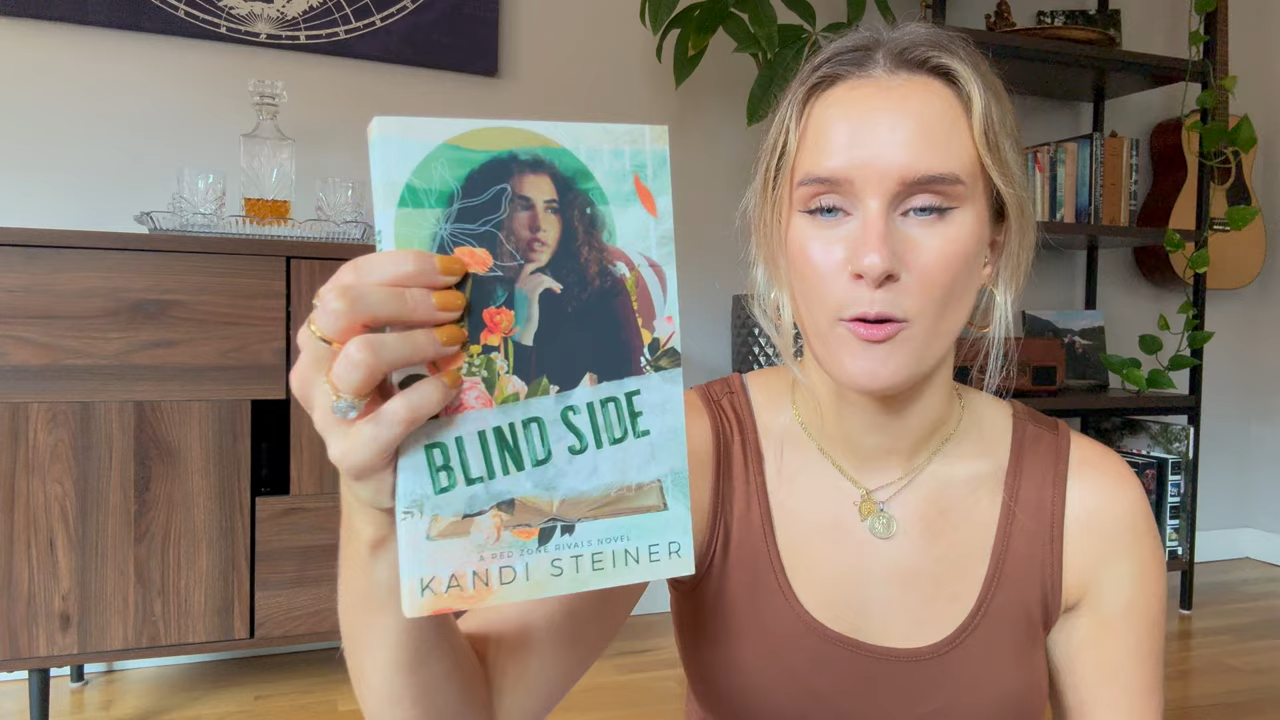 BLIND SIDE
A RED ZONE RIVALS NOVEL
KANDI STEINER